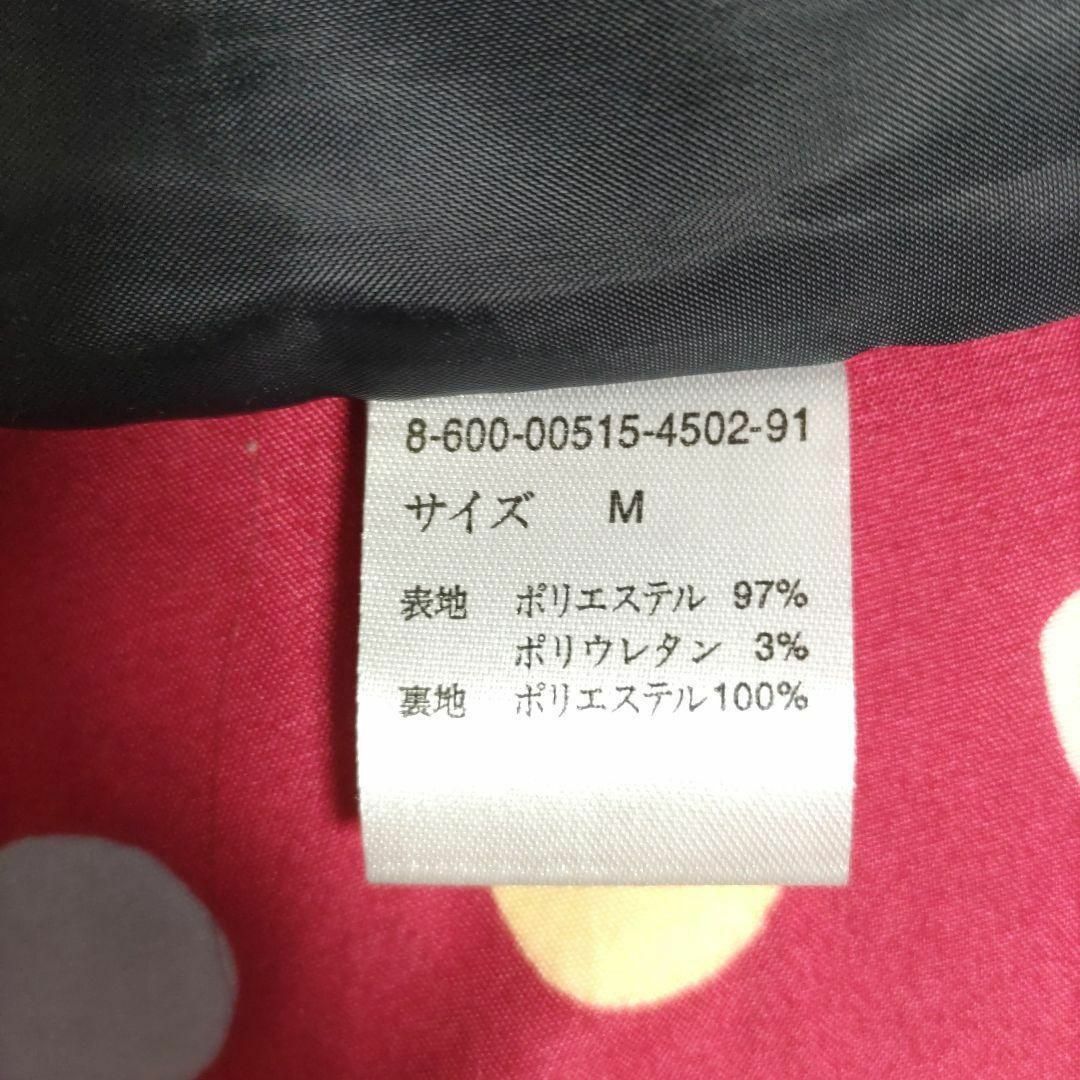 8-600-00515-4502-91
サイズ M
表地 ポリエステル 97%
ポリウレタン 3%
裏地 ポリエステル100%